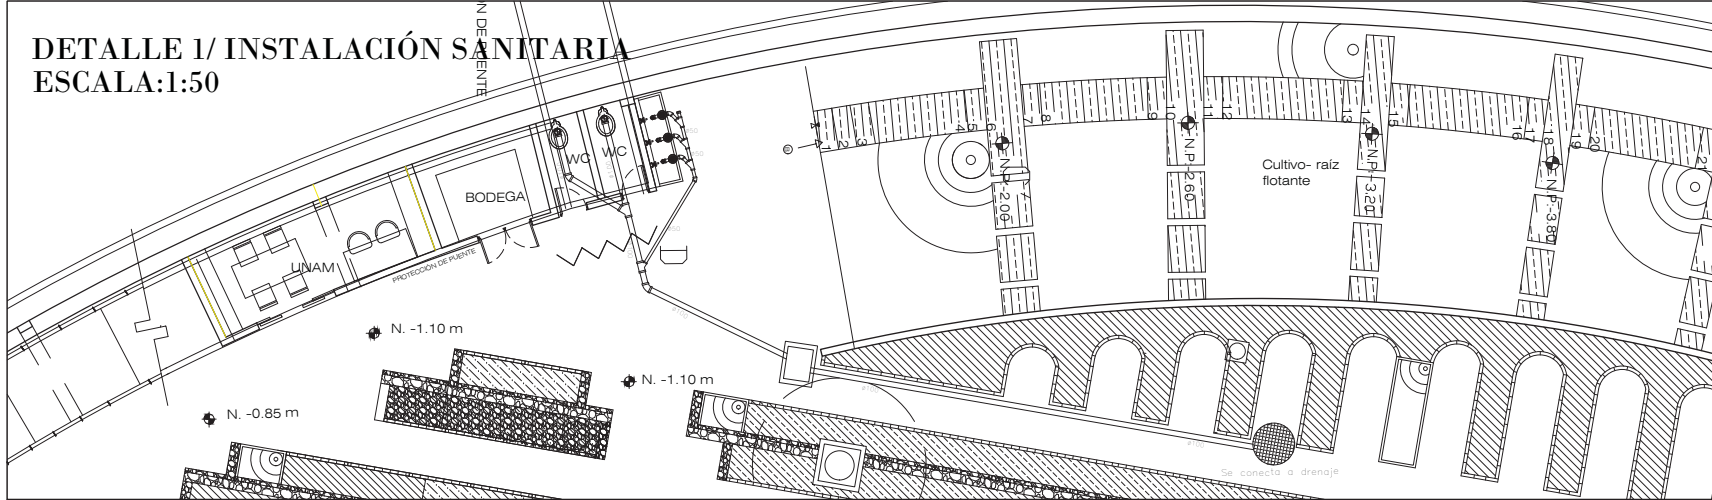 DETALLE 1/ INSTALACIÓN SANITARIA
ESCALA:1:50
WC
WC
BODEGA
UNAM
PROTECCIÓN DE PUENTE
N. -1.10 m
N. -1.10 m
N. -0.85 m
1
2
3
4
5
6
7
8
9
10
11
12
13
14
15
16
17
18
19
20
21
N.P.-2.00
N.P.-2.60
N.P.-3.20
N.P.-3.80
Cultivo- raíz
flotante
Se conecta a drenaje